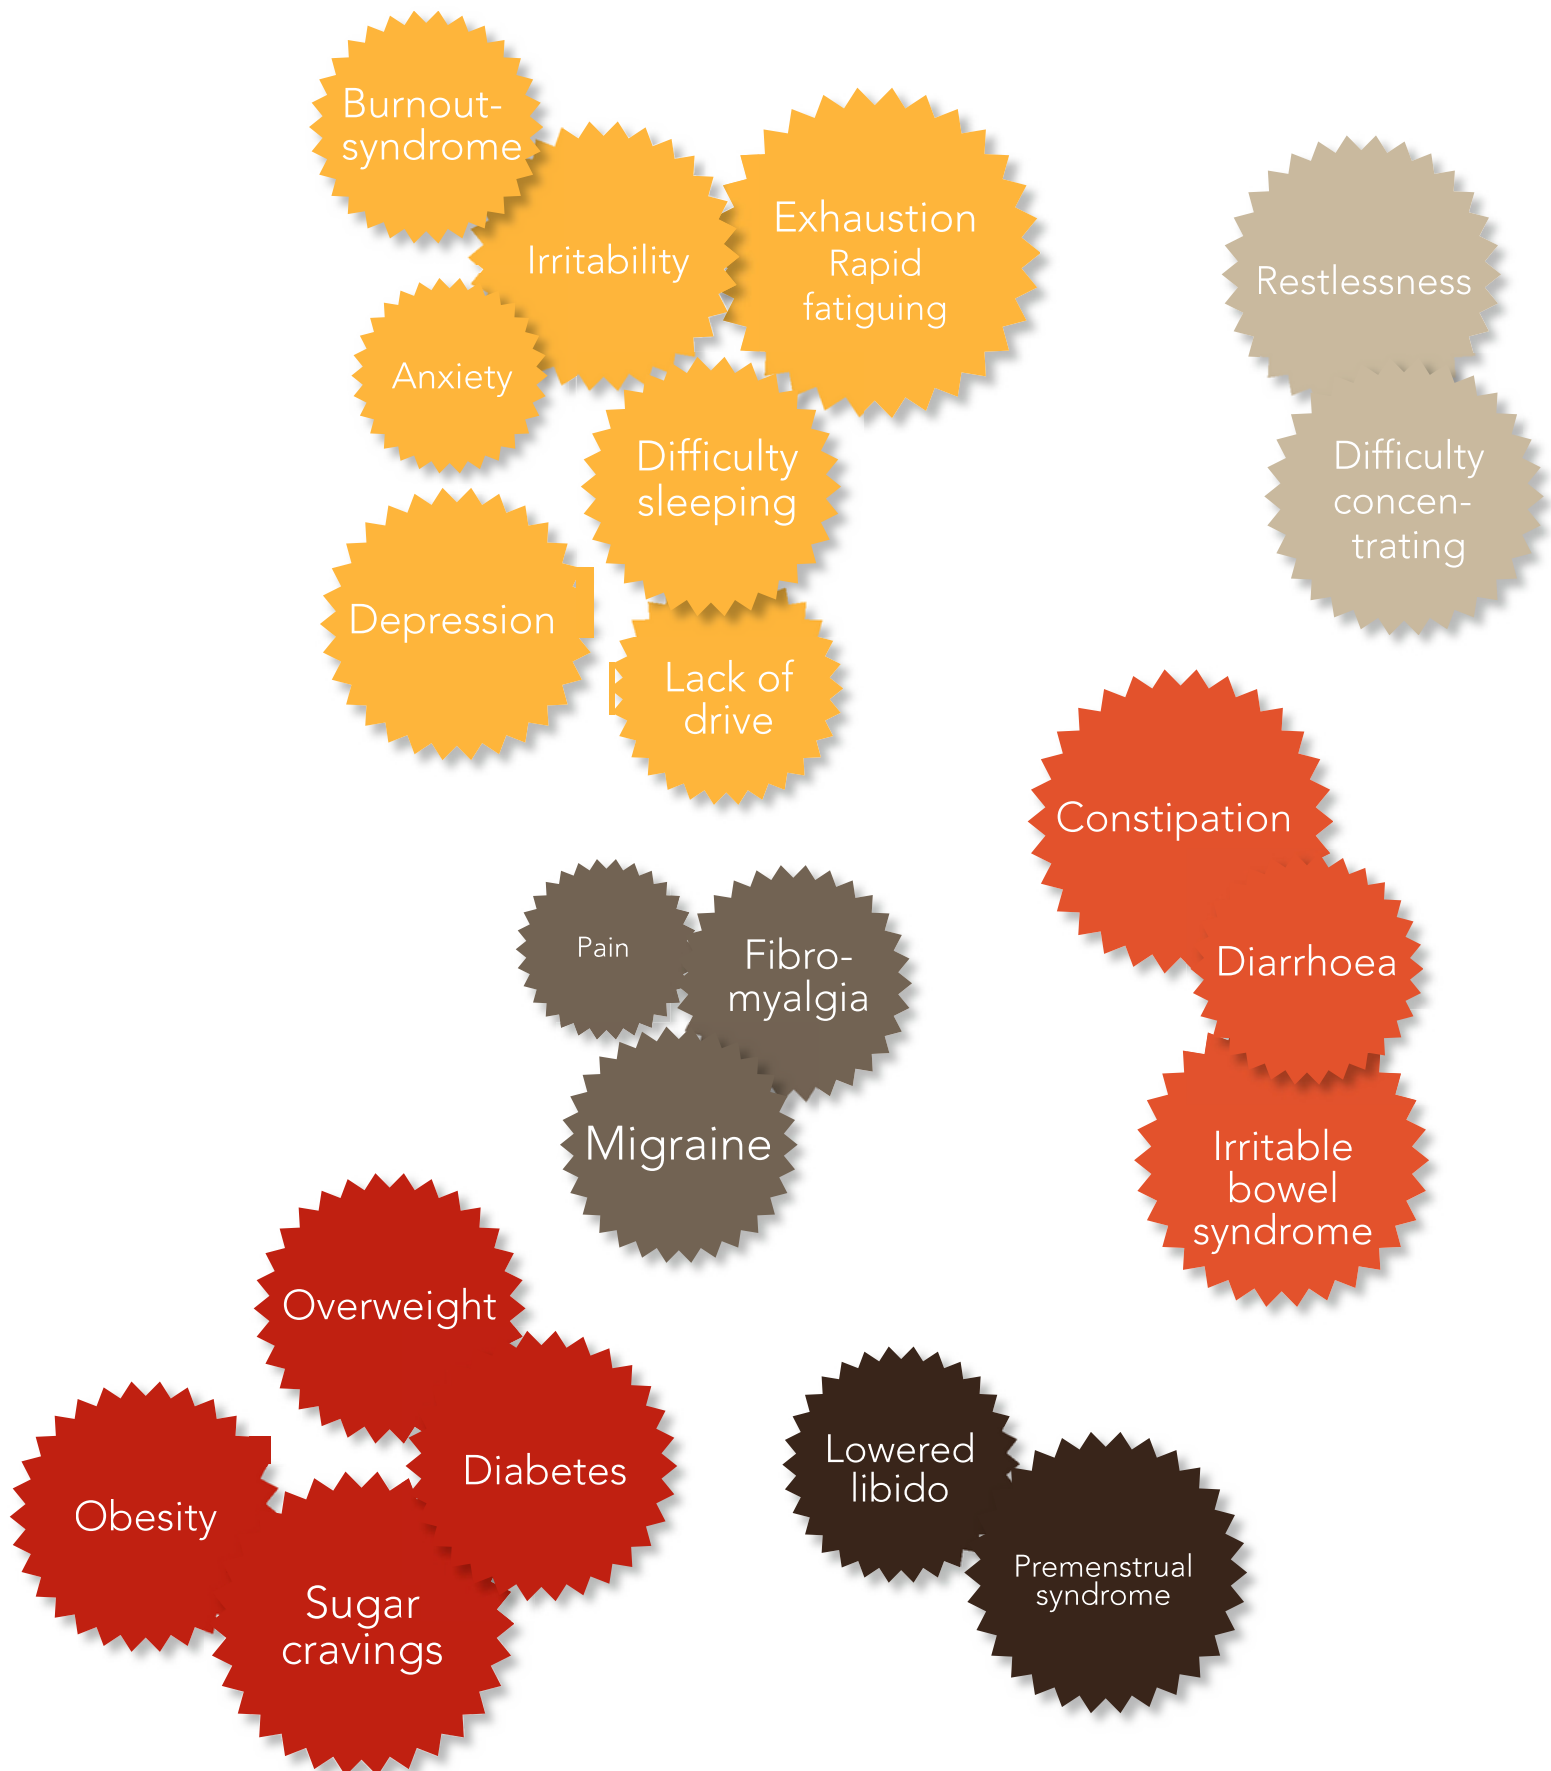 Burnout-
syndrome
Irritability
Exhaustion
Rapid
fatiguing
Anxiety
Difficulty
sleeping
Depression
Lack of
drive
Restlessness
Difficulty
concen-
trating
Constipation
Diarrhoea
Irritable
bowel
syndrome
Pain
Fibro-
myalgia
Migraine
Overweight
Diabetes
Obesity
Sugar
cravings
Lowered
libido
Premenstrual
syndrome